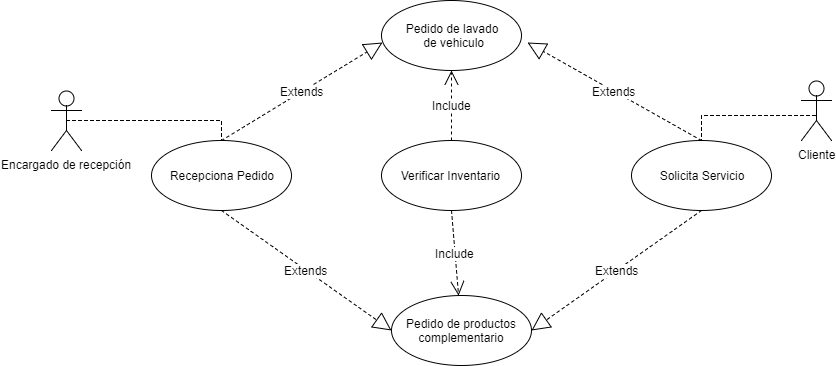 Pedido de lavado
de vehiculo
Extends
Include
Extends
Encargado de recepción
Cliente
Recepciona Pedido
Verificar Inventario
Solicita Servicio
Include
Extends
Extends
Pedido de productos
complementario